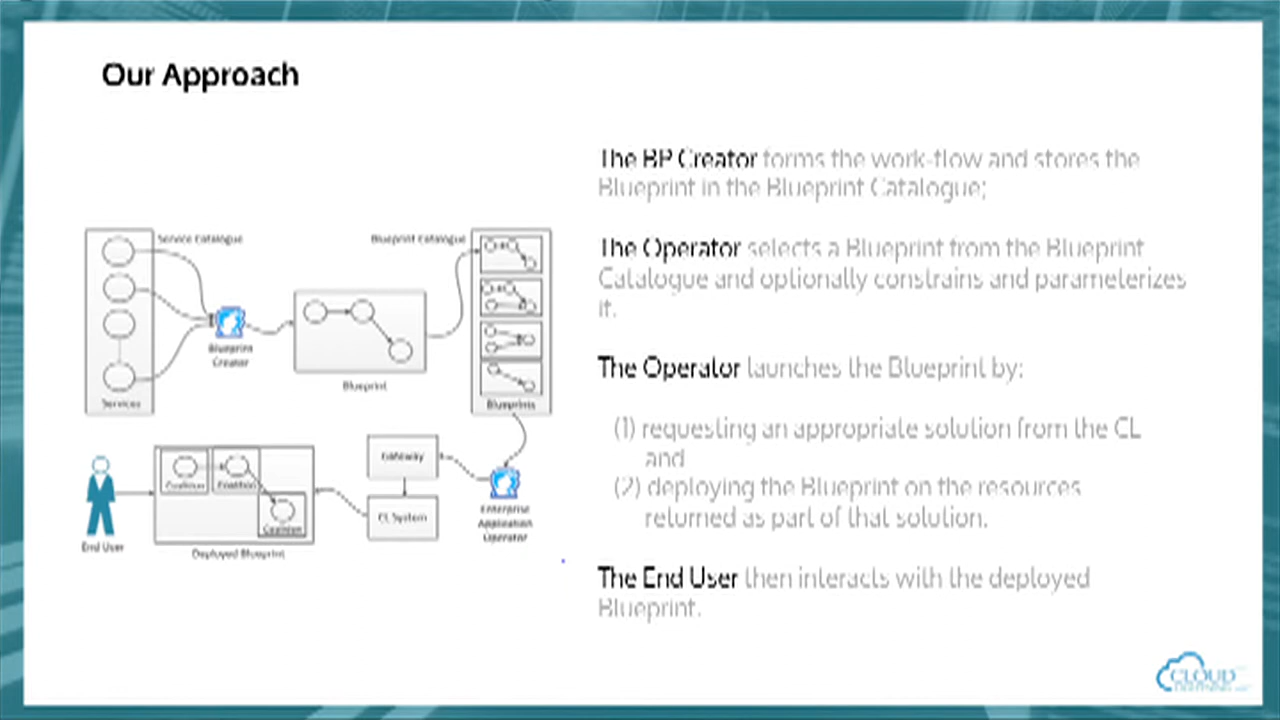 Our Approach
The BP Creator forms the work-flow and stores the
Blueprint in the Blueprint Catalogue;
The Operator selects a Blueprint from the Blueprint
Catalogue and optionally constrains and parameterizes
it.
The Operator launches the Blueprint by:
(1) requesting an appropriate solution from the CL
and
(2) deploying the Blueprint on the resources
returned as part of that solution.
The End User then interacts with the deployed
Blueprint.
Service Catalogue
Blueprint Catalogue
Blueprint
Creator
Blueprint
Services
Blueprints
Gateway
CL System
Enterprise
Application
Operator
Coalition
Coalition
Coalition
End User
Deployed Blueprint
CLOUD